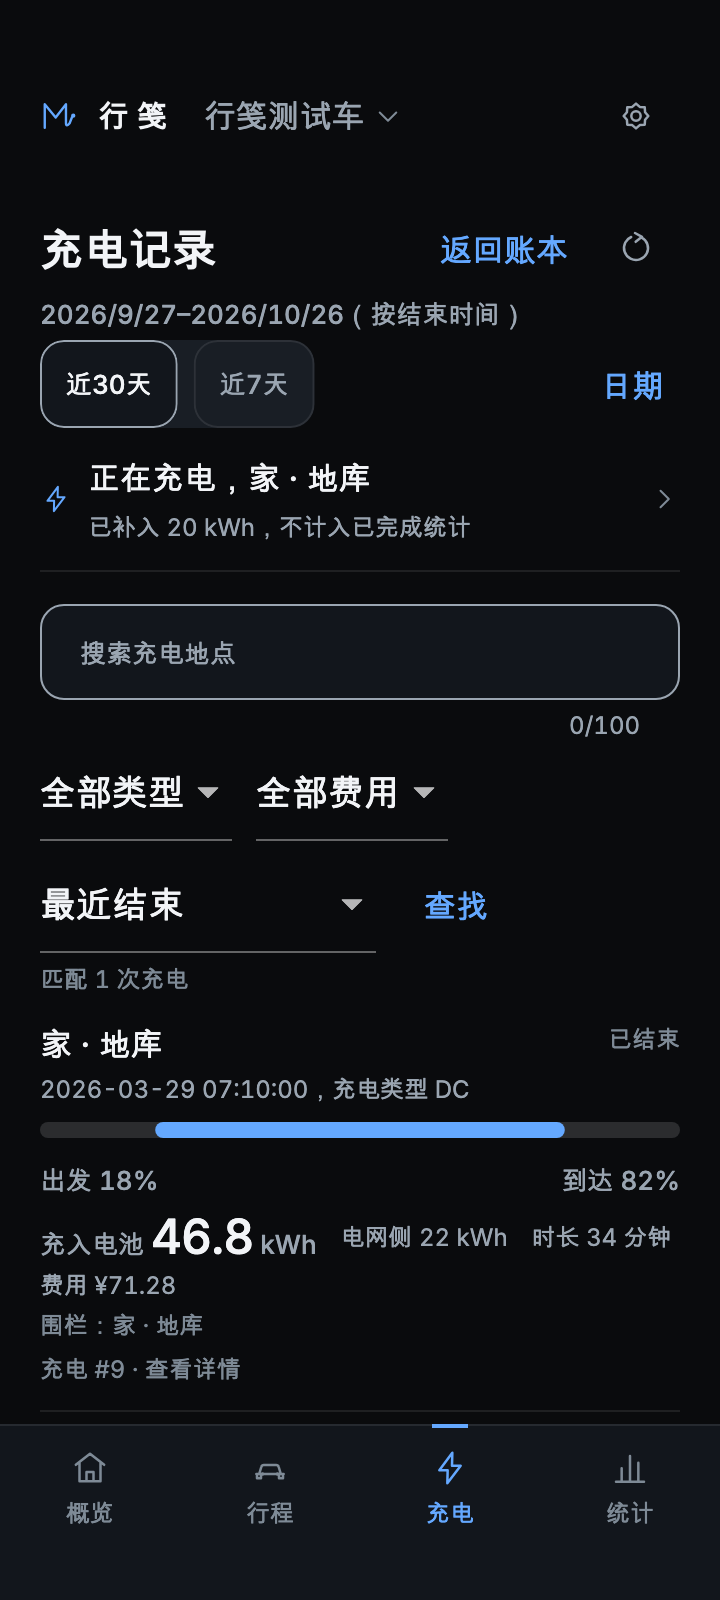 行笺 行笺测试车
充电记录 返回账本
2026/9/27–2026/10/26（按结束时间）
近30天 近7天 日期
正在充电，家 · 地库
已补入 20 kWh，不计入已完成统计
搜索充电地点
0/100
全部类型 全部费用
最近结束 查找
匹配 1 次充电
家 · 地库 已结束
2026-03-29 07:10:00，充电类型 DC
出发 18% 到达 82%
充入电池 46.8 kWh 电网侧 22 kWh 时长 34 分钟
费用 ¥71.28
围栏：家 · 地库
充电 #9 · 查看详情
概览 行程 充电 统计